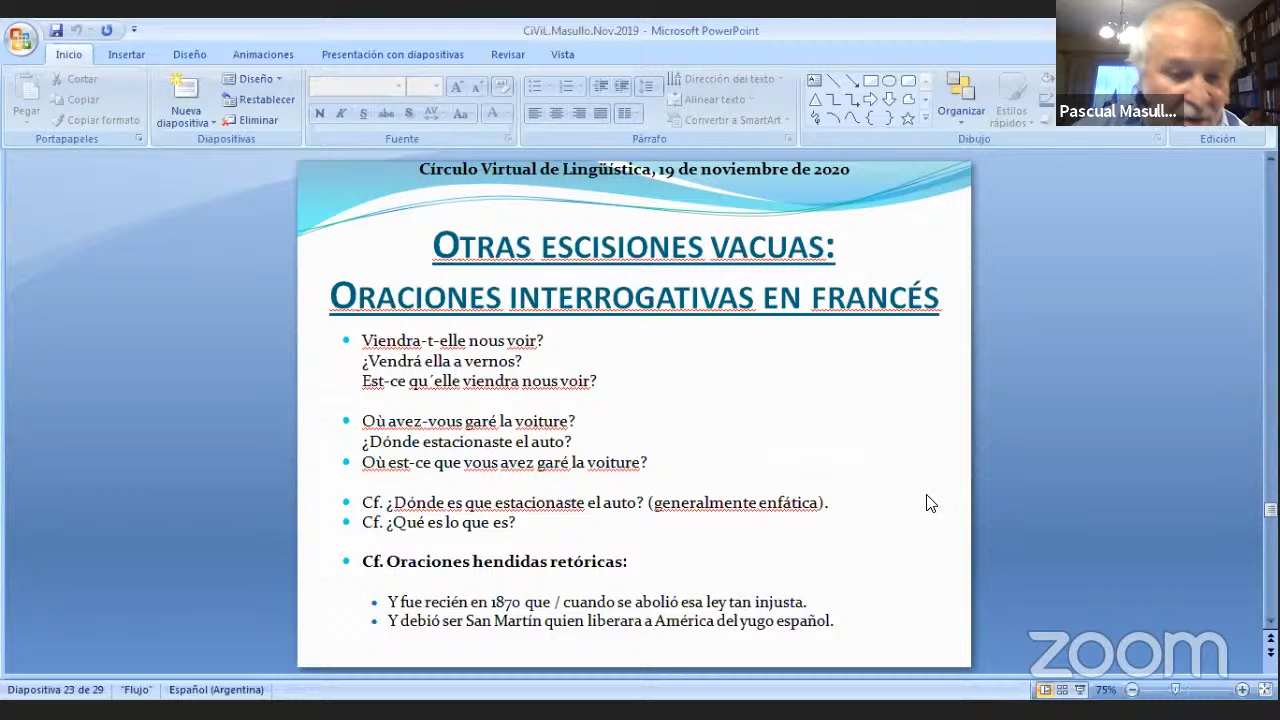 CiViL.Masullo.Nov.2019 - Microsoft PowerPoint
Inicio Insertar Diseño Animaciones Presentación con diapositivas Revisar Vista
Pegar
Cortar
Copiar
Copiar formato
Portapapeles
Nueva diapositiva
Diseño
Restablecer
Eliminar
Diapositivas
N K S abc AV Aa A
Fuente
Dirección del texto
Alinear texto
Convertir a SmartArt
Párrafo
Organizar
Estilos rápidos
Dibujo
Edición
Pascual Masull...
Círculo Virtual de Lingüística, 19 de noviembre de 2020
OTRAS ESCISIONES VACUAS:
ORACIONES INTERROGATIVAS EN FRANCÉS
• Viendra-t-elle nous voir?
¿Vendrá ella a vernos?
Est-ce qu´elle viendra nous voir?
• Où avez-vous garé la voiture?
¿Dónde estacionaste el auto?
• Où est-ce que vous avez garé la voiture?
• Cf. ¿Dónde es que estacionaste el auto? (generalmente enfática).
• Cf. ¿Qué es lo que es?
• Cf. Oraciones hendidas retóricas:
• Y fue recién en 1870 que / cuando se abolió esa ley tan injusta.
• Y debió ser San Martín quien liberara a América del yugo español.
zoom
Diapositiva 23 de 29 "Flujo" Español (Argentina) 75%